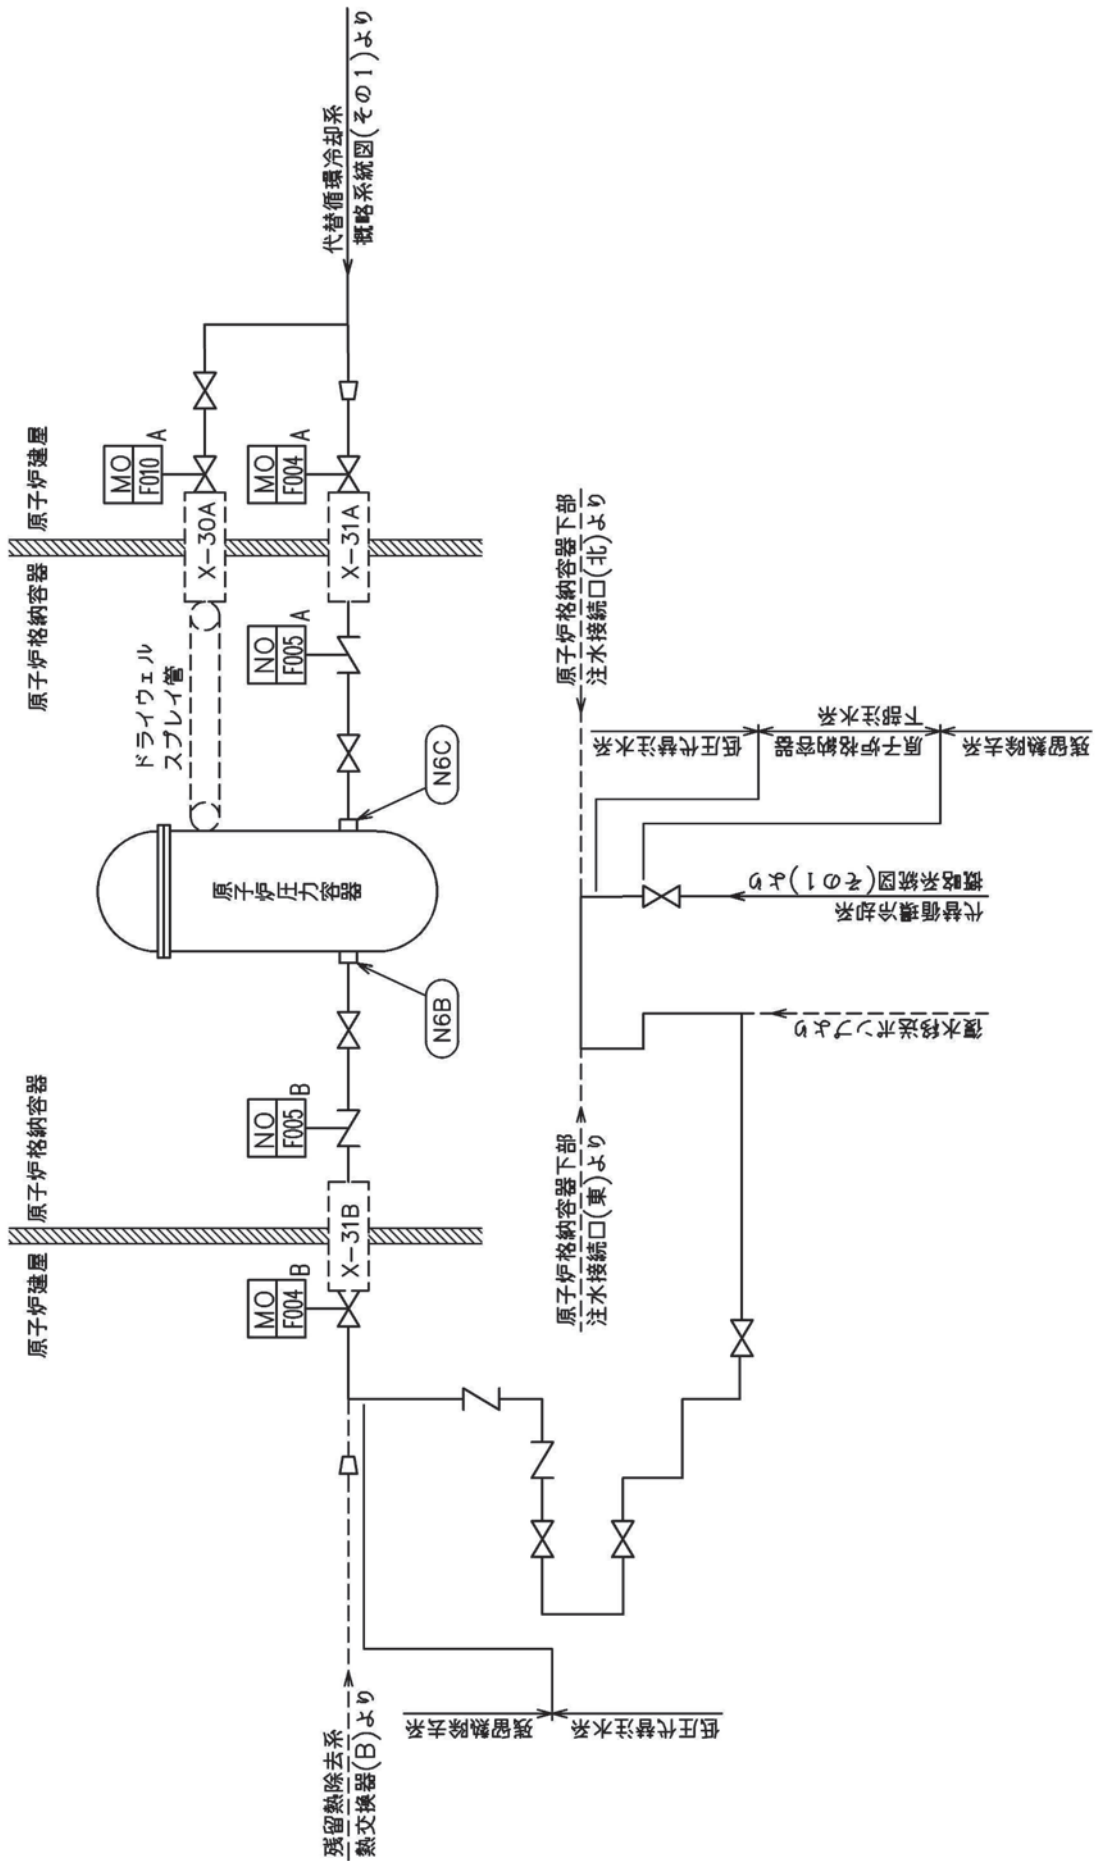 残留熱除去系
熱交換器(B)より
原子炉建屋
原子炉格納容器
MO
F004
B
X-31B
NO
F005
B
N6B
原子炉圧力容器
N6C
ドライウェル
スプレイ管
原子炉格納容器
原子炉建屋
NO
F005
A
X-30A
X-31A
MO
F010
A
MO
F004
A
代替循環冷却系
概略系統図(その1)より
残留熱除去系
低圧代替注水系
原子炉格納容器下部
注水接続口(東)より
原子炉格納容器下部
注水接続口(北)より
復水移送ポンプより
代替循環冷却系
概略系統図(その1)より
低圧代替注水系
原子炉格納容器
下部注水系
残留熱除去系